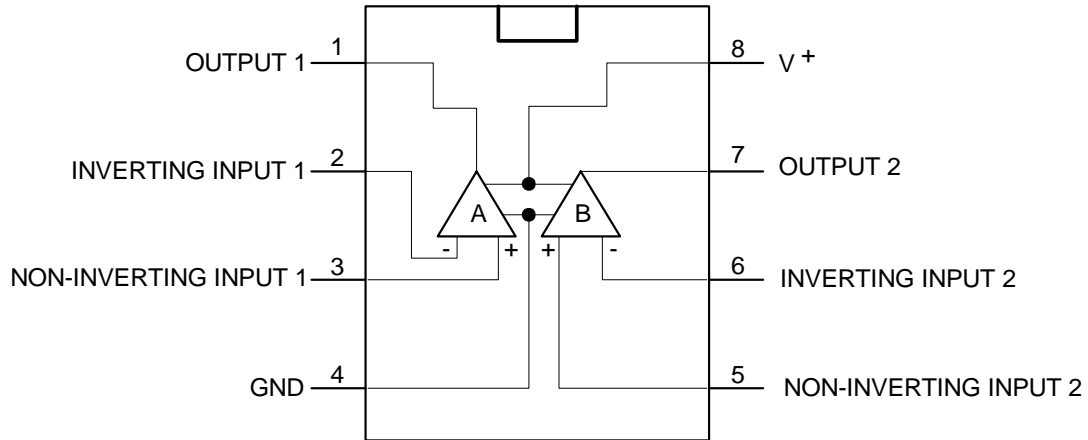 OUTPUT 1 1
8 V+
INVERTING INPUT 1 2
7 OUTPUT 2
A
B
- +
+ -
NON-INVERTING INPUT 1 3
6 INVERTING INPUT 2
GND 4
5 NON-INVERTING INPUT 2